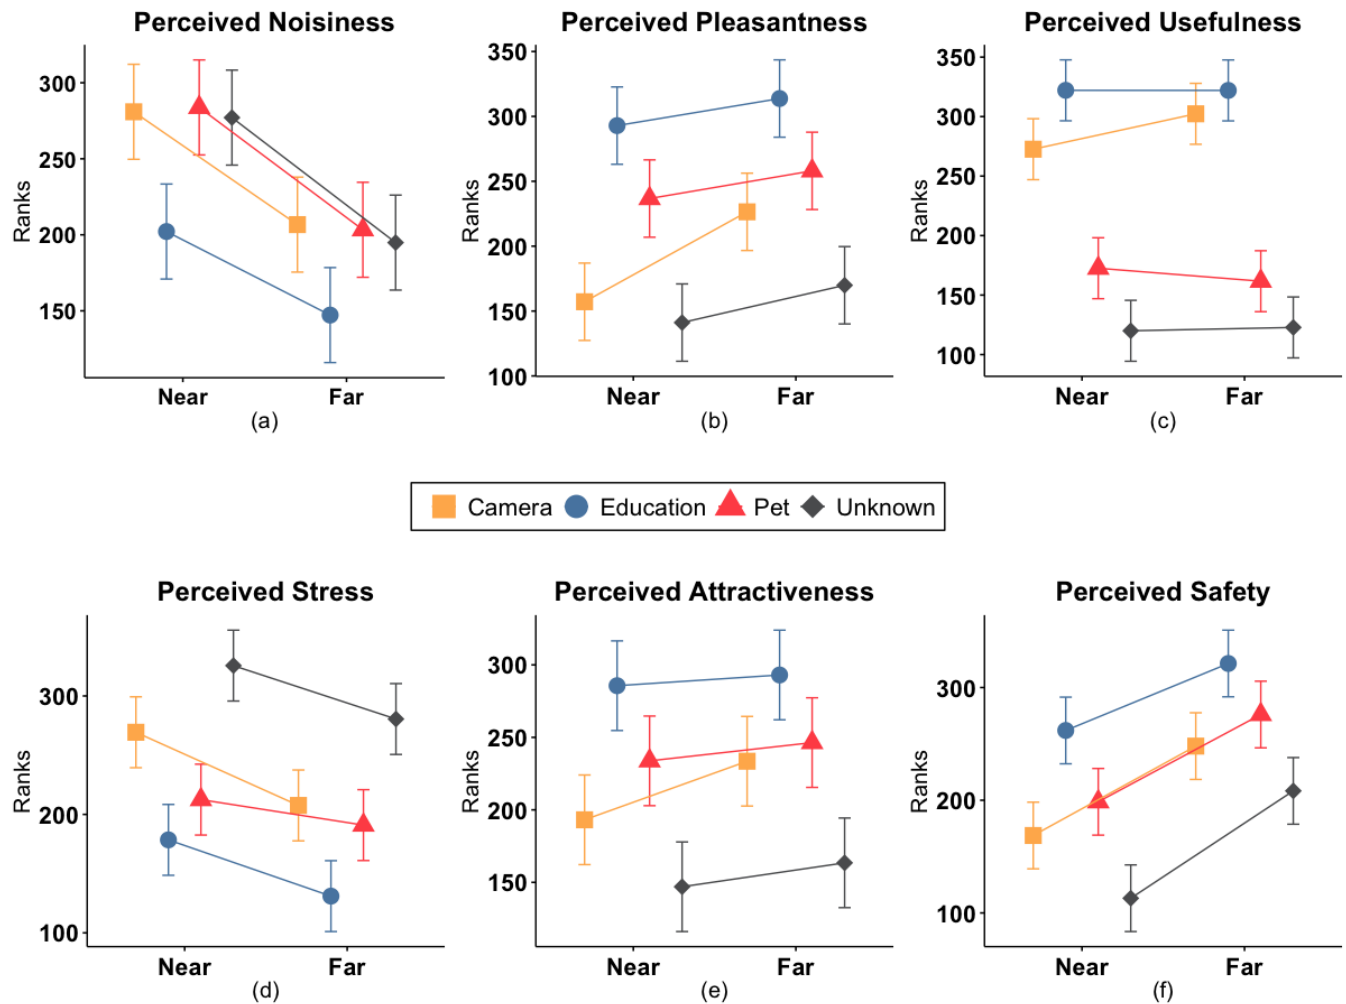 Perceived Noisiness
Ranks
300
250
200
150
Near Far
(a)
Perceived Pleasantness
Ranks
350
300
250
200
150
100
Near Far
(b)
Perceived Usefulness
Ranks
350
300
250
200
150
100
Near Far
(c)
Camera Education Pet Unknown
Perceived Stress
Ranks
300
200
100
Near Far
(d)
Perceived Attractiveness
Ranks
300
250
200
150
Near Far
(e)
Perceived Safety
Ranks
300
200
100
Near Far
(f)